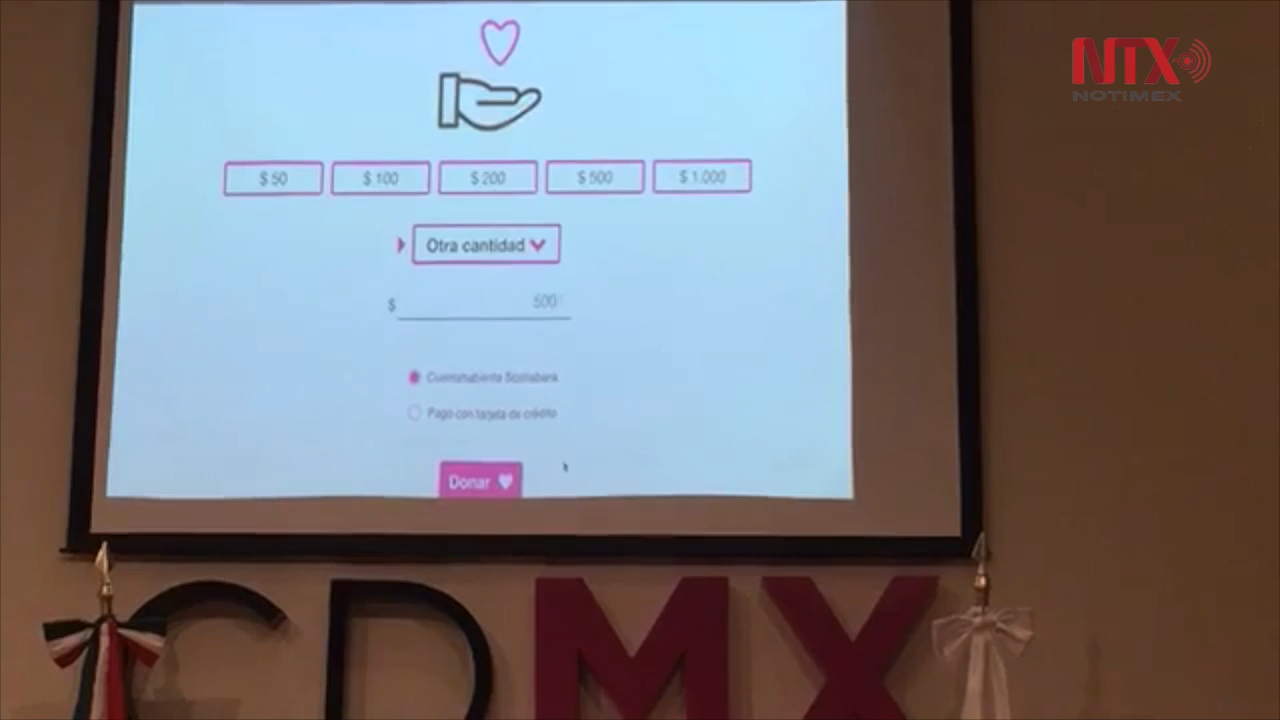 NTX
NOTIMEX
$ 50
$ 100
$ 200
$ 500
$ 1.000
Otra cantidad
$ 500
Cuentahabiente Scotiabank
Pago con tarjeta de crédito
Donar
CDMX